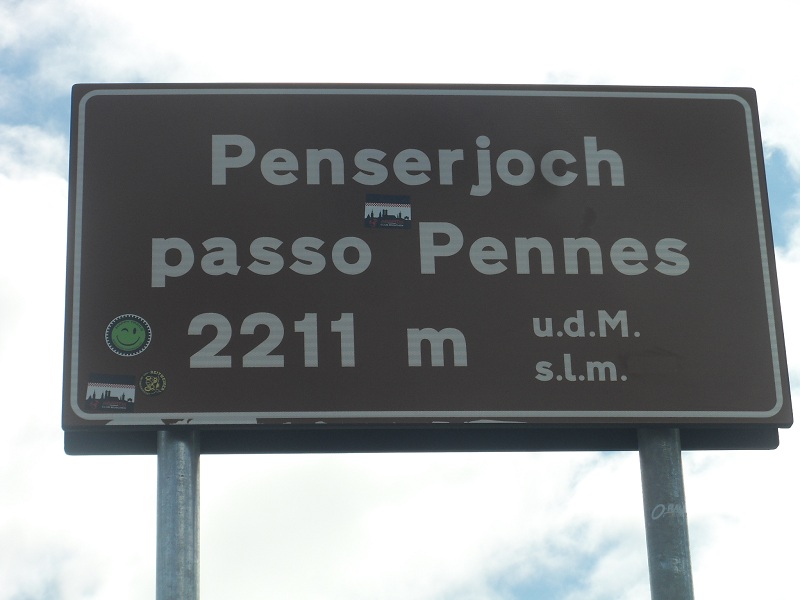 Penserjoch
passo Pennes
2211 m
u.d.M.
s.l.m.